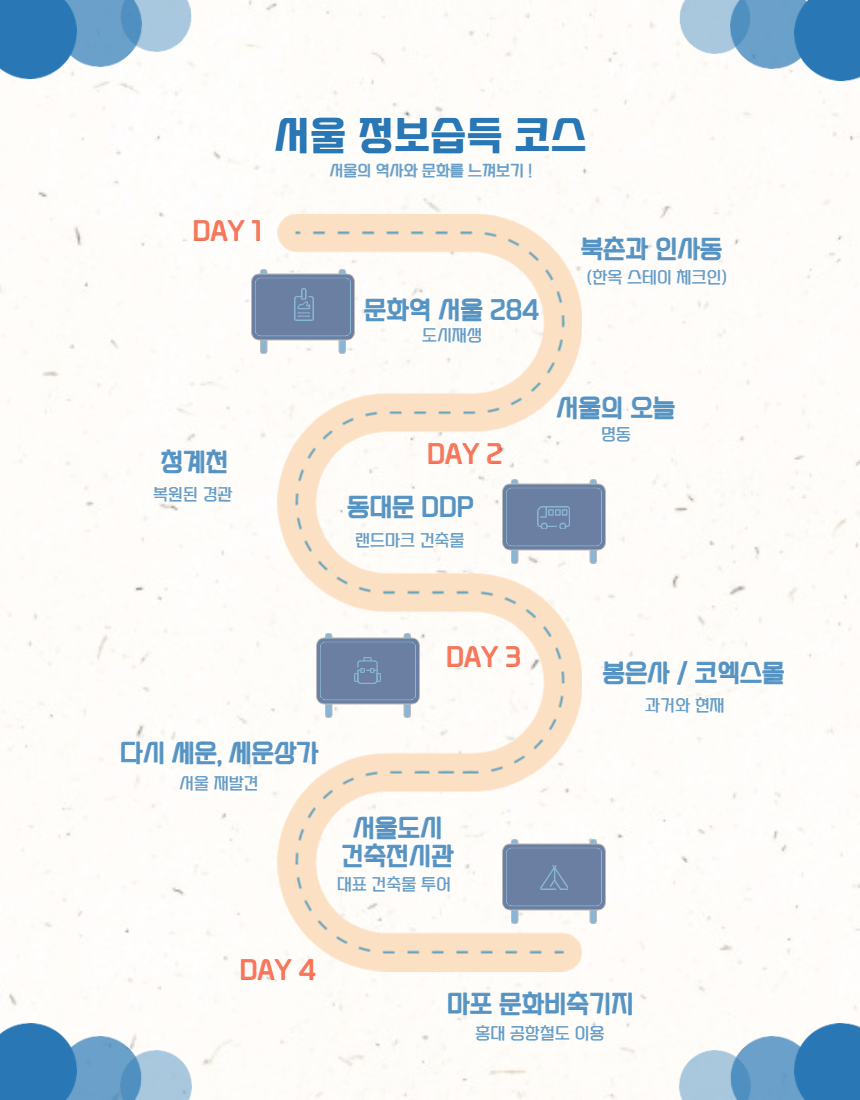 서울 정보습득 코스
서울의 역사와 문화를 느껴보기 !
DAY 1
북촌과 인사동
(한옥 스테이 체크인)
문화역 서울 284
도시재생
서울의 오늘
명동
DAY 2
청계천
복원된 경관
동대문 DDP
랜드마크 건축물
DAY 3
봉은사 / 코엑스몰
과거와 현재
다시 세운, 세운상가
서울 재발견
서울도시
건축전시관
대표 건축물 투어
DAY 4
마포 문화비축기지
홍대 공항철도 이용